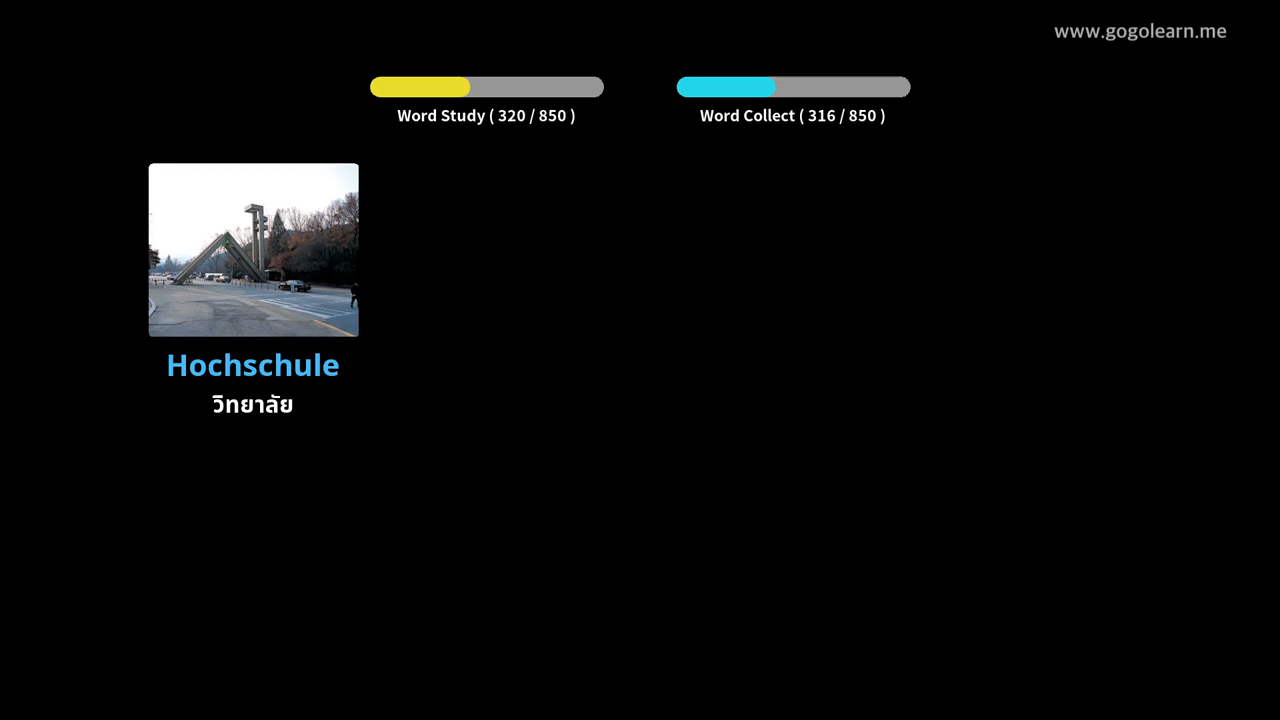 www.gogolearn.me
Word Study ( 320 / 850 )
Word Collect ( 316 / 850 )
Hochschule
วิทยาลัย